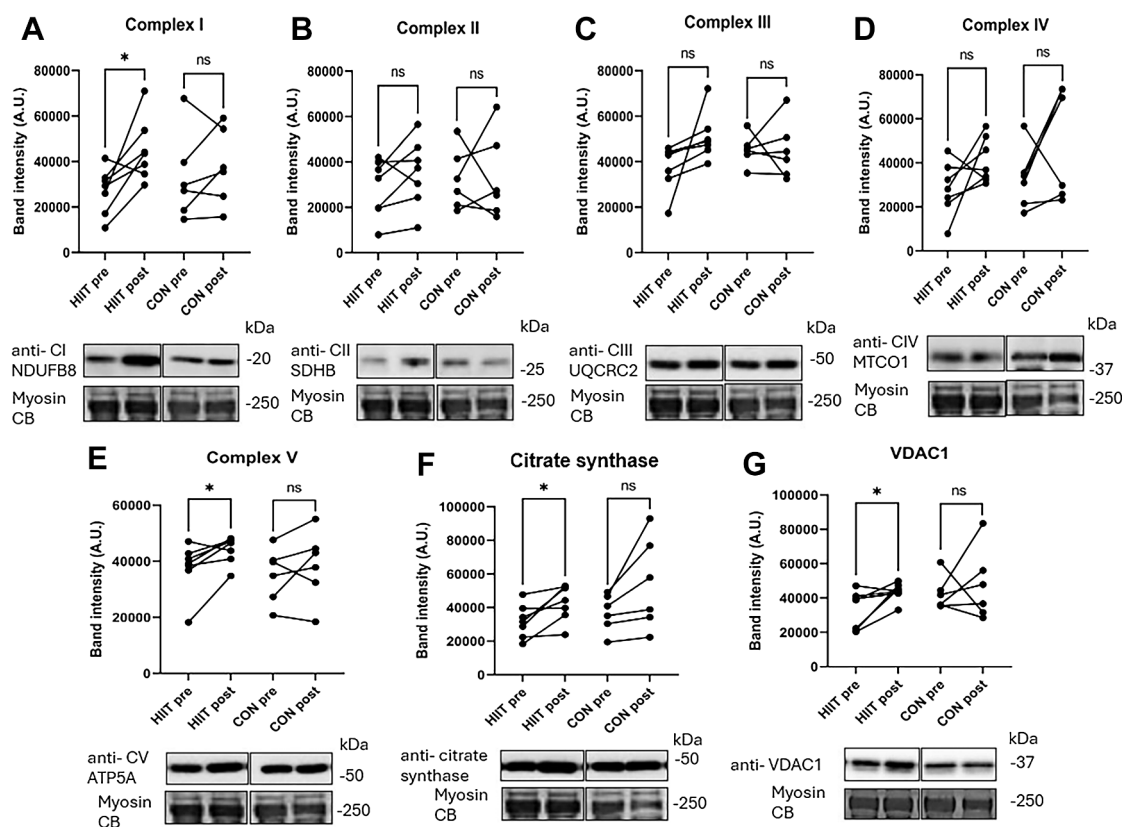 A
Complex I
Band intensity (A.U.)
80000
60000
40000
20000
0
*
ns
HIIT pre
HIIT post
CON pre
CON post
kDa
anti- CI
NDUFB8
-20
Myosin
CB
-250
B
Complex II
Band intensity (A.U.)
80000
60000
40000
20000
0
ns
ns
HIIT pre
HIIT post
CON pre
CON post
kDa
anti- CII
SDHB
-25
Myosin
CB
-250
C
Complex III
Band intensity (A.U.)
80000
60000
40000
20000
0
ns
ns
HIIT pre
HIIT post
CON pre
CON post
kDa
anti- CIII
UQCRC2
-50
Myosin
CB
-250
D
Complex IV
Band intensity (A.U.)
80000
60000
40000
20000
0
ns
ns
HIIT pre
HIIT post
CON pre
CON post
kDa
anti- CIV
MTCO1
-37
Myosin
CB
-250
E
Complex V
Band intensity (A.U.)
60000
40000
20000
0
*
ns
HIIT pre
HIIT post
CON pre
CON post
kDa
anti- CV
ATP5A
-50
Myosin
CB
-250
F
Citrate synthase
Band intensity (A.U.)
100000
80000
60000
40000
20000
0
*
ns
HIIT pre
HIIT post
CON pre
CON post
kDa
anti- citrate
synthase
-50
Myosin
CB
-250
G
VDAC1
Band intensity (A.U.)
100000
80000
60000
40000
20000
0
*
ns
HIIT pre
HIIT post
CON pre
CON post
kDa
anti- VDAC1
-37
Myosin
CB
-250